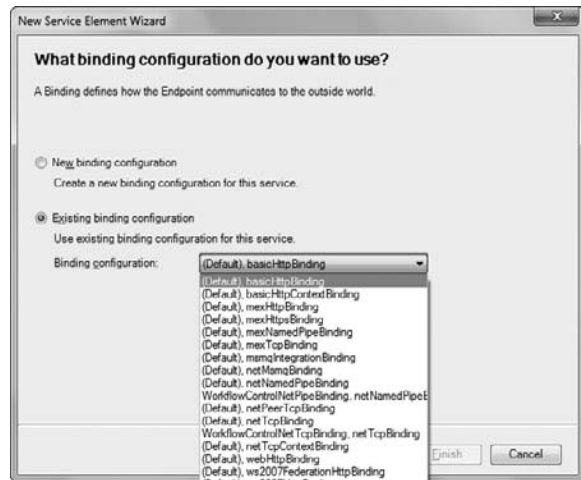 New Service Element Wizard
What binding configuration do you want to use?
A Binding defines how the Endpoint communicates to the outside world.
New binding configuration
Create a new binding configuration for this service.
Existing binding configuration
Use existing binding configuration for this service.
Binding configuration: (Default), basicHttpBinding
(Default), basicHttpBinding
(Default), basicHttpContextBinding
(Default), mexHttpBinding
(Default), mexHttpsBinding
(Default), mexNamedPipeBinding
(Default), mexTcpBinding
(Default), msmqIntegrationBinding
(Default), netMsmqBinding
(Default), netNamedPipeBinding
WorkflowControlNetPipeBinding, netNamedPipeB
(Default), netPeerTcpBinding
(Default), netTcpBinding
WorkflowControlNetTcpBinding, netTcpBinding
(Default), netTcpContextBinding
(Default), webHttpBinding
(Default), ws2007FederationHttpBinding
Finish Cancel